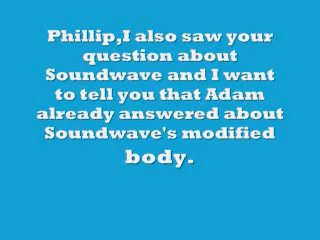 Phillip,I also saw your
question about
Soundwave and I want
to tell you that Adam
already answered about
Soundwave's modified
body.